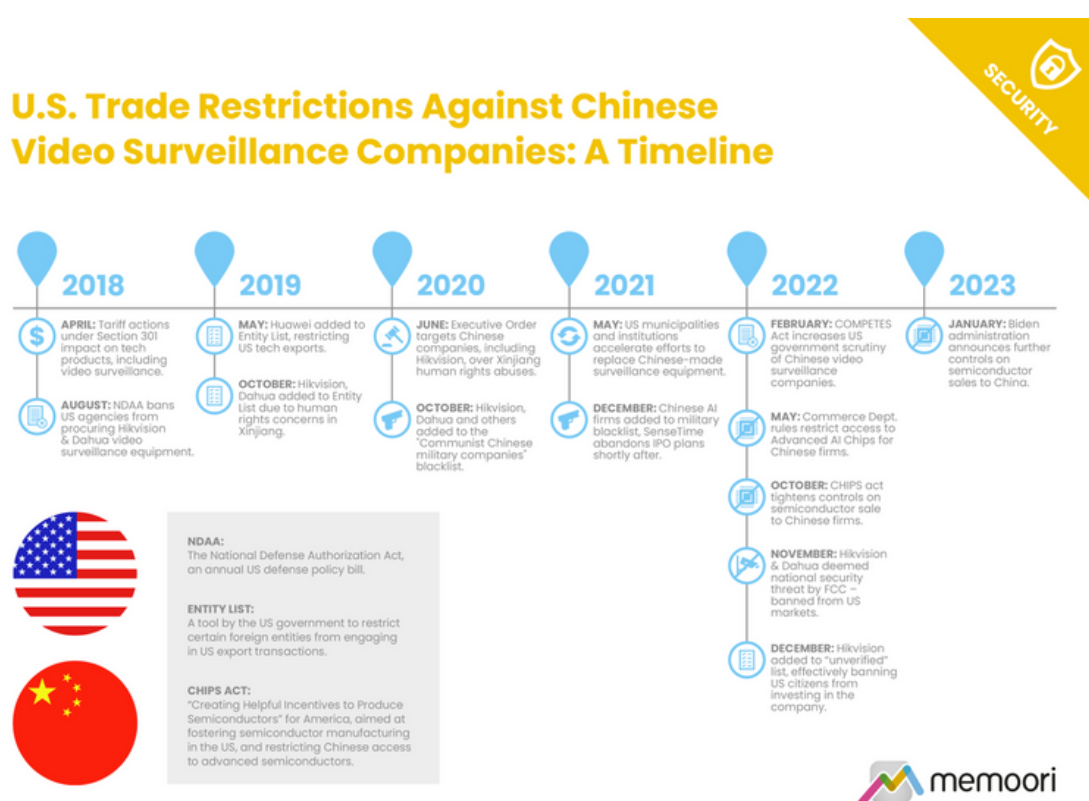 SECURITY
U.S. Trade Restrictions Against Chinese
Video Surveillance Companies: A Timeline
2018
APRIL: Tariff actions
under Section 301
impact on tech
products, including
video surveillance.
AUGUST: NDAA bans
US agencies from
procuring Hikvision
& Dahua video
surveillance equipment.
2019
MAY: Huawei added to
Entity List, restricting
US tech exports.
OCTOBER: Hikvision,
Dahua added to Entity
List due to human
rights concerns in
Xinjiang.
2020
JUNE: Executive Order
targets Chinese
companies, including
Hikvision, over Xinjiang
human rights abuses.
OCTOBER: Hikvision,
Dahua and others
added to the
"Communist Chinese
military companies"
blacklist.
2021
MAY: US municipalities
and institutions
accelerate efforts to
replace Chinese-made
surveillance equipment.
DECEMBER: Chinese AI
firms added to military
blacklist, SenseTime
abandons IPO plans
shortly after.
2022
FEBRUARY: COMPETES
Act increases US
government scrutiny
of Chinese video
surveillance
companies.
MAY: Commerce Dept.
rules restrict access to
Advanced AI Chips for
Chinese firms.
OCTOBER: CHIPS act
tightens controls on
semiconductor sale
to Chinese firms.
NOVEMBER: Hikvision
& Dahua deemed
national security
threat by FCC –
banned from US
markets.
DECEMBER: Hikvision
added to "unverified"
list, effectively banning
US citizens from
investing in the
company.
2023
JANUARY: Biden
administration
announces further
controls on
semiconductor
sales to China.
NDAA:
The National Defense Authorization Act,
an annual US defense policy bill.
ENTITY LIST:
A tool by the US government to restrict
certain foreign entities from engaging
in US export transactions.
CHIPS ACT:
"Creating Helpful Incentives to Produce
Semiconductors" for America, aimed at
fostering semiconductor manufacturing
in the US, and restricting Chinese access
to advanced semiconductors.
memoori